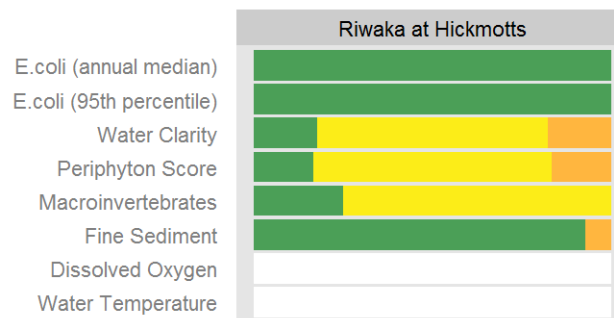 Riwaka at Hickmotts
E.coli (annual median)
E.coli (95th percentile)
Water Clarity
Periphyton Score
Macroinvertebrates
Fine Sediment
Dissolved Oxygen
Water Temperature